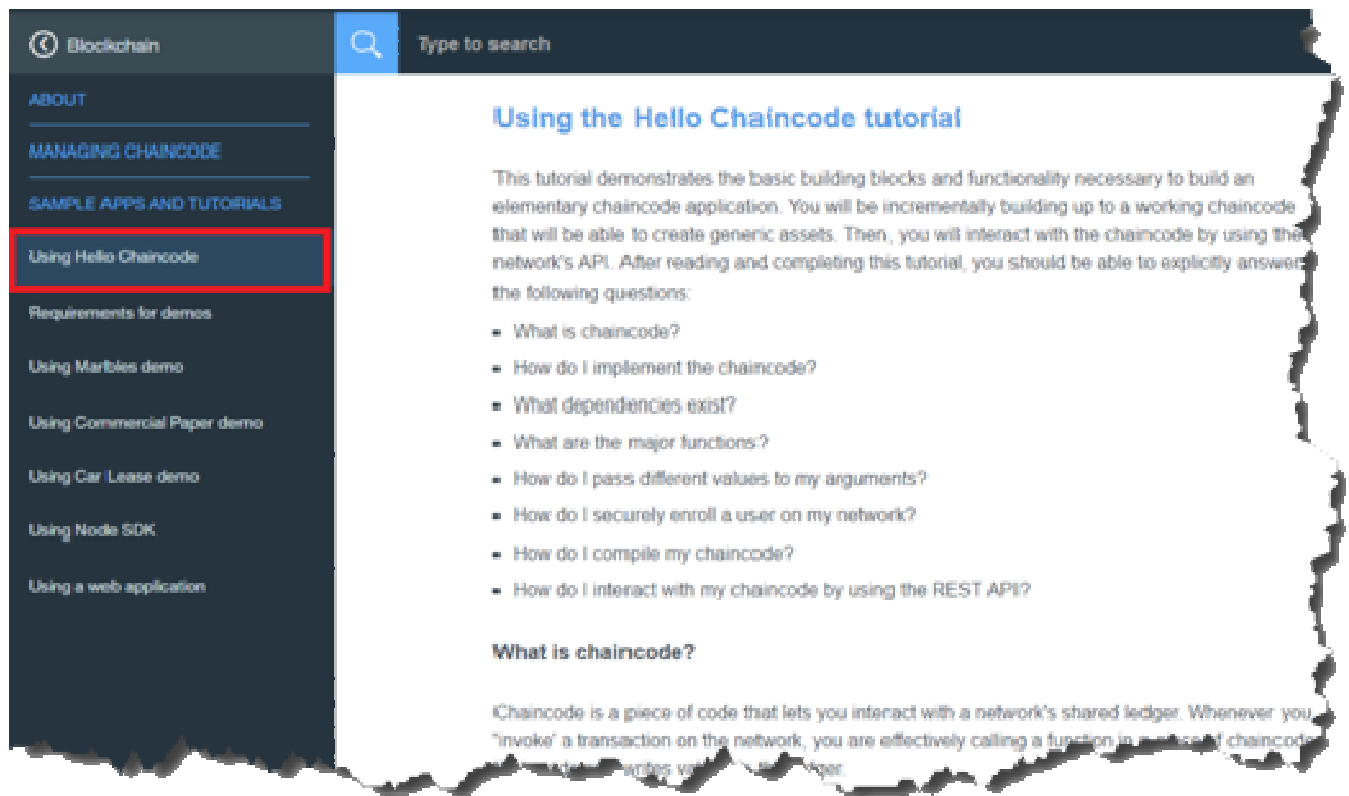 Blockchain
Type to search
ABOUT
MANAGING CHAINCODE
SAMPLE APPS AND TUTORIALS
Using Hello Chaincode
Requirements for demos
Using Marbles demo
Using Commercial Paper demo
Using Car Lease demo
Using Node SDK
Using a web application
Using the Hello Chaincode tutorial
This tutorial demonstrates the basic building blocks and functionality necessary to build an
elementary chaincode application. You will be incrementally building up to a working chaincode
that will be able to create generic assets. Then, you will interact with the chaincode by using the
network's API. After reading and completing this tutorial, you should be able to explicitly answer
the following questions:
What is chaincode?
How do I implement the chaincode?
What dependencies exist?
What are the major functions?
How do I pass different values to my arguments?
How do I securely enroll a user on my network?
How do I compile my chaincode?
How do I interact with my chaincode by using the REST API?
What is chaincode?
Chaincode is a piece of code that lets you interact with a network's shared ledger. Whenever you
'invoke' a transaction on the network, you are effectively calling a function in a piece of chaincode
writes